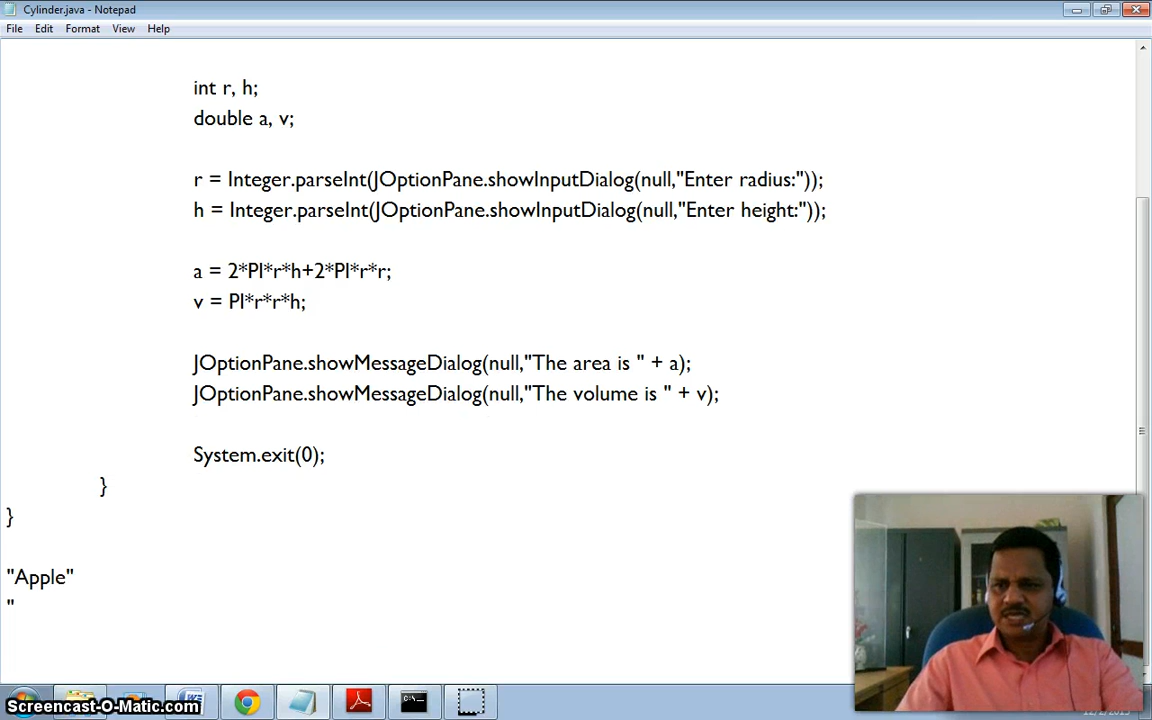 Cylinder.java - Notepad
File Edit Format View Help
int r, h;
double a, v;
r = Integer.parseInt(JOptionPane.showInputDialog(null,"Enter radius:"));
h = Integer.parseInt(JOptionPane.showInputDialog(null,"Enter height:"));
a = 2*PI*r*h+2*PI*r*r;
v = PI*r*r*h;
JOptionPane.showMessageDialog(null,"The area is " + a);
JOptionPane.showMessageDialog(null,"The volume is " + v);
System.exit(0);
}
}
"Apple"
"
Screencast-O-Matic.com